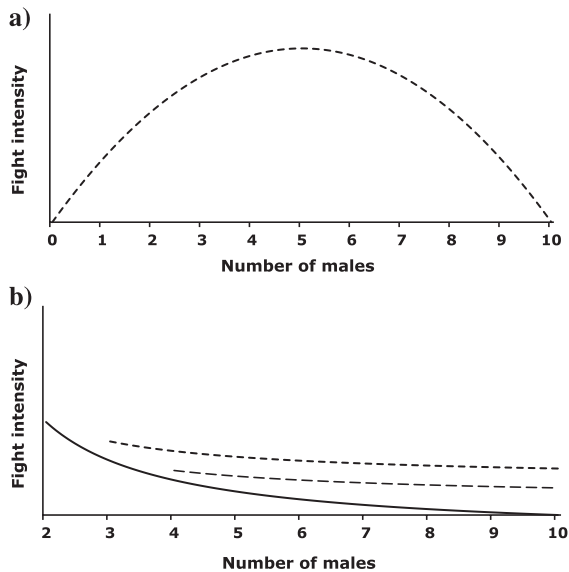 a)
Fight intensity
0 1 2 3 4 5 6 7 8 9 10
Number of males
b)
Fight intensity
2 3 4 5 6 7 8 9 10
Number of males